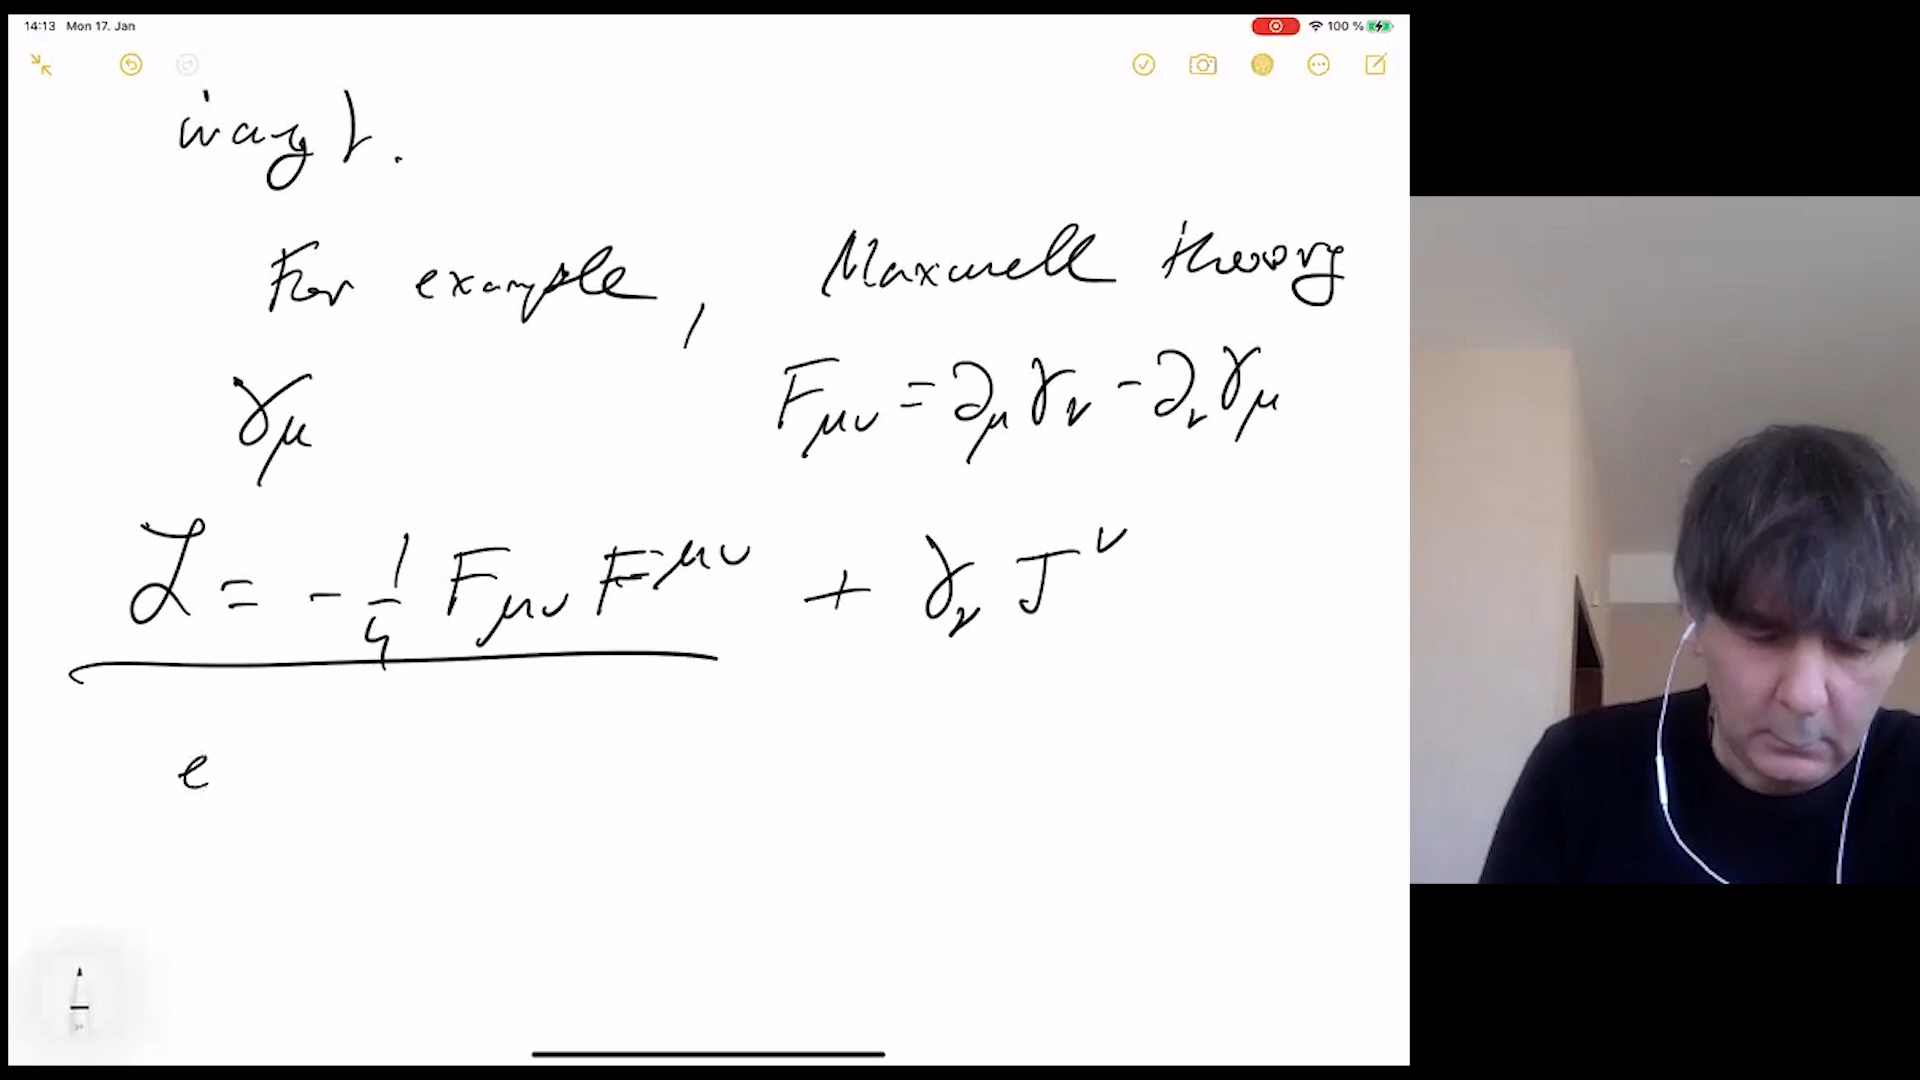 14:13 Mon 17. Jan 100 %
way).
For example, Maxwell theory
γ_μ F_μν = ∂_μ γ_ν - ∂_ν γ_μ
ℒ = - 1/4 F_μν F^μν + γ_ν J^ν
e